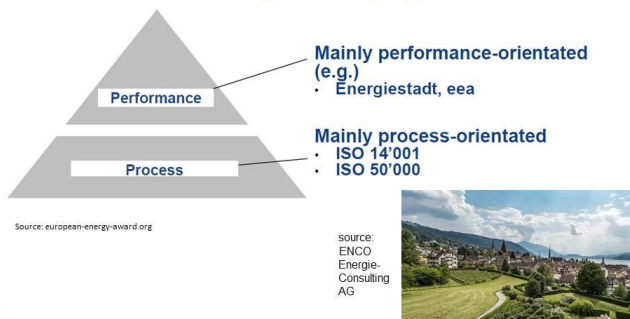 Performance
Mainly performance-orientated
(e.g.)
• Energiestadt, eea
Process
Mainly process-orientated
• ISO 14’001
• ISO 50’000
Source: european-energy-award.org
source:
ENCO
Energie-
Consulting
AG